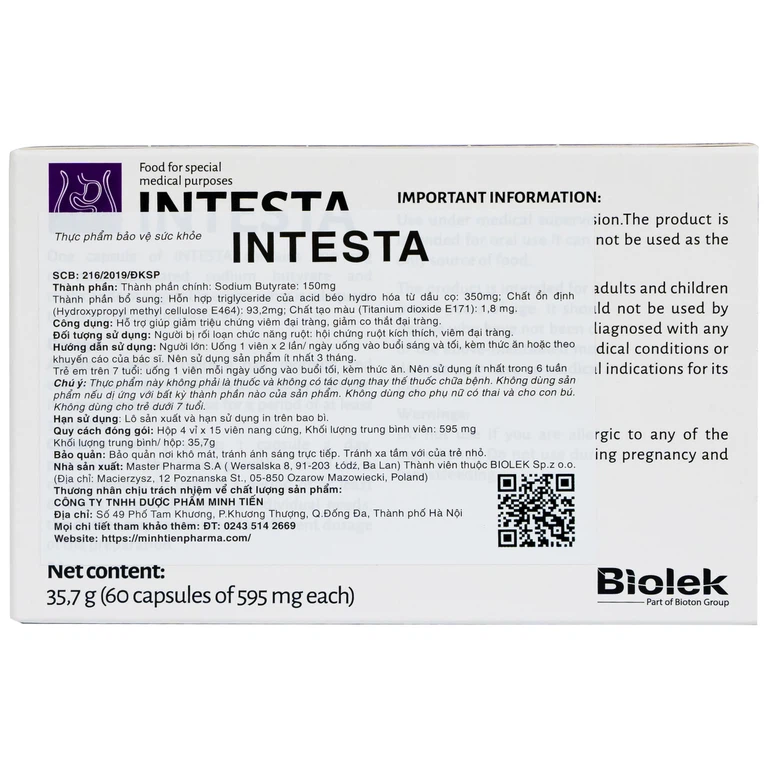 Food for special
medical purposes
INTESTA
IMPORTANT INFORMATION:
sion.The product is
not be used as the
adults and children
ld not be used by
diagnosed with any
dical conditions or
l indications for its
rgic to any of the
ing pregnancy and
Thực phẩm bảo vệ sức khỏe
INTESTA
SCB: 216/2019/ĐKSP
Thành phần: Thành phần chính: Sodium Butyrate: 150mg
Thành phần bổ sung: Hỗn hợp triglyceride của acid béo hydro hóa từ dầu cọ: 350mg; Chất ổn định
(Hydroxypropyl methyl cellulose E464): 93,2mg; Chất tạo màu (Titanium dioxide E171): 1,8 mg.
Công dụng: Hỗ trợ giúp giảm triệu chứng viêm đại tràng, giảm co thắt đại tràng.
Đối tượng sử dụng: Người bị rối loạn chức năng ruột: hội chứng ruột kích thích, viêm đại tràng.
Hướng dẫn sử dụng: Người lớn: Uống 1 viên x 2 lần/ ngày uống vào buổi sáng và tối, kèm thức ăn hoặc theo
khuyến cáo của bác sĩ. Nên sử dụng sản phẩm ít nhất 3 tháng.
Trẻ em trên 7 tuổi: uống 1 viên mỗi ngày uống vào buổi tối, kèm thức ăn. Nên sử dụng ít nhất trong 6 tuần
Chú ý: Thực phẩm này không phải là thuốc và không có tác dụng thay thế thuốc chữa bệnh. Không dùng sản
phẩm nếu dị ứng với bất kỳ thành phần nào của sản phẩm. Không dùng cho phụ nữ có thai và cho con bú.
Không dùng cho trẻ dưới 7 tuổi.
Hạn sử dụng: Lô sản xuất và hạn sử dụng in trên bao bì.
Quy cách đóng gói: Hộp 4 vỉ x 15 viên nang cứng, Khối lượng trung bình viên: 595 mg
Khối lượng trung bình/ hộp: 35,7g
Bảo quản: Bảo quản nơi khô mát, tránh ánh sáng trực tiếp. Tránh xa tầm với của trẻ nhỏ.
Nhà sản xuất: Master Pharma S.A ( Wersalska 8, 91-203 Łódź, Ba Lan) Thành viên thuộc BIOLEK Sp.z o.o.
(Địa chỉ: Macierzysz, 12 Poznanska St., 05-850 Ozarow Mazowiecki, Poland)
Thương nhân chịu trách nhiệm về chất lượng sản phẩm:
CÔNG TY TNHH DƯỢC PHẨM MINH TIẾN
Địa chỉ: Số 49 Phố Tam Khương, P.Khương Thượng, Q.Đống Đa, Thành phố Hà Nội
Mọi chi tiết tham khảo thêm: ĐT: 0243 514 2669
Website: https://minhtienpharma.com/
Net content:
35,7 g (60 capsules of 595 mg each)
Biolek
Part of Bioton Group